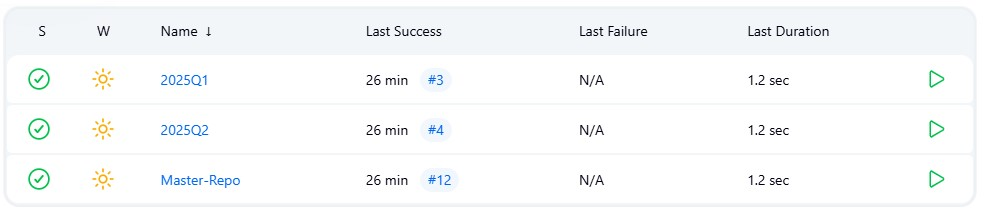 S W Name ↓ Last Success Last Failure Last Duration
2025Q1 26 min #3 N/A 1.2 sec
2025Q2 26 min #4 N/A 1.2 sec
Master-Repo 26 min #12 N/A 1.2 sec